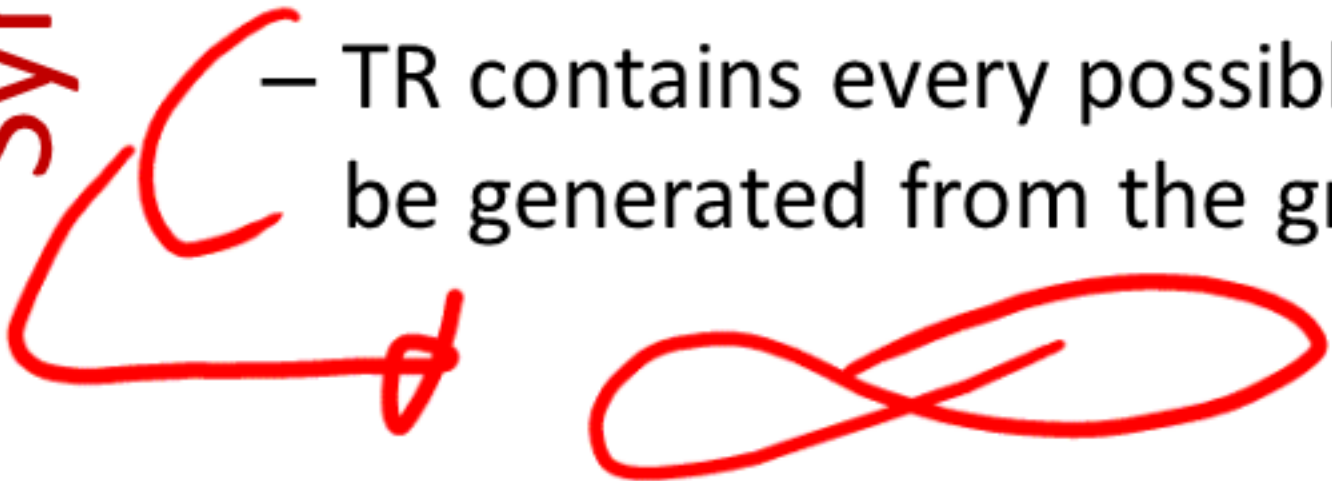 – TR contains every possibl
be generated from the gr
∞